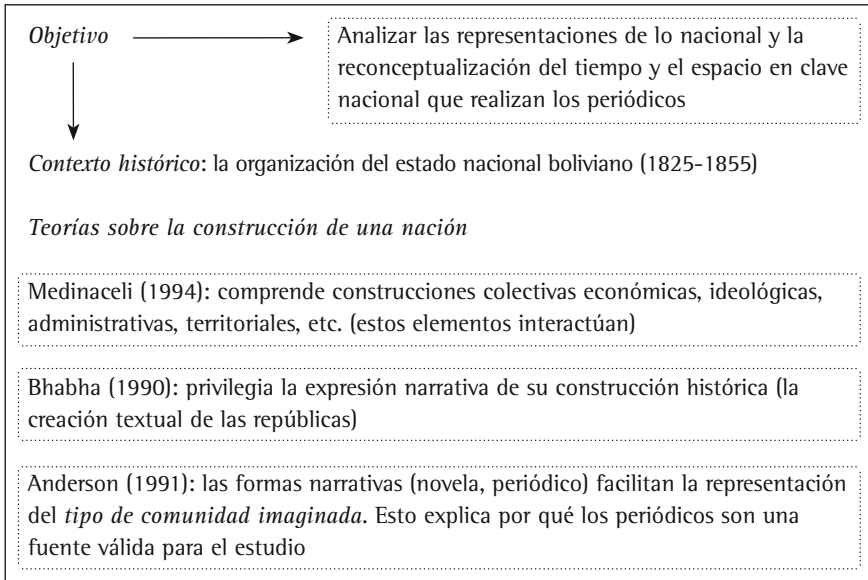 Objetivo
Analizar las representaciones de lo nacional y la
reconceptualización del tiempo y el espacio en clave
nacional que realizan los periódicos
Contexto histórico: la organización del estado nacional boliviano (1825-1855)
Teorías sobre la construcción de una nación
Medinaceli (1994): comprende construcciones colectivas económicas, ideológicas,
administrativas, territoriales, etc. (estos elementos interactúan)
Bhabha (1990): privilegia la expresión narrativa de su construcción histórica (la
creación textual de las repúblicas)
Anderson (1991): las formas narrativas (novela, periódico) facilitan la representación
del tipo de comunidad imaginada. Esto explica por qué los periódicos son una
fuente válida para el estudio